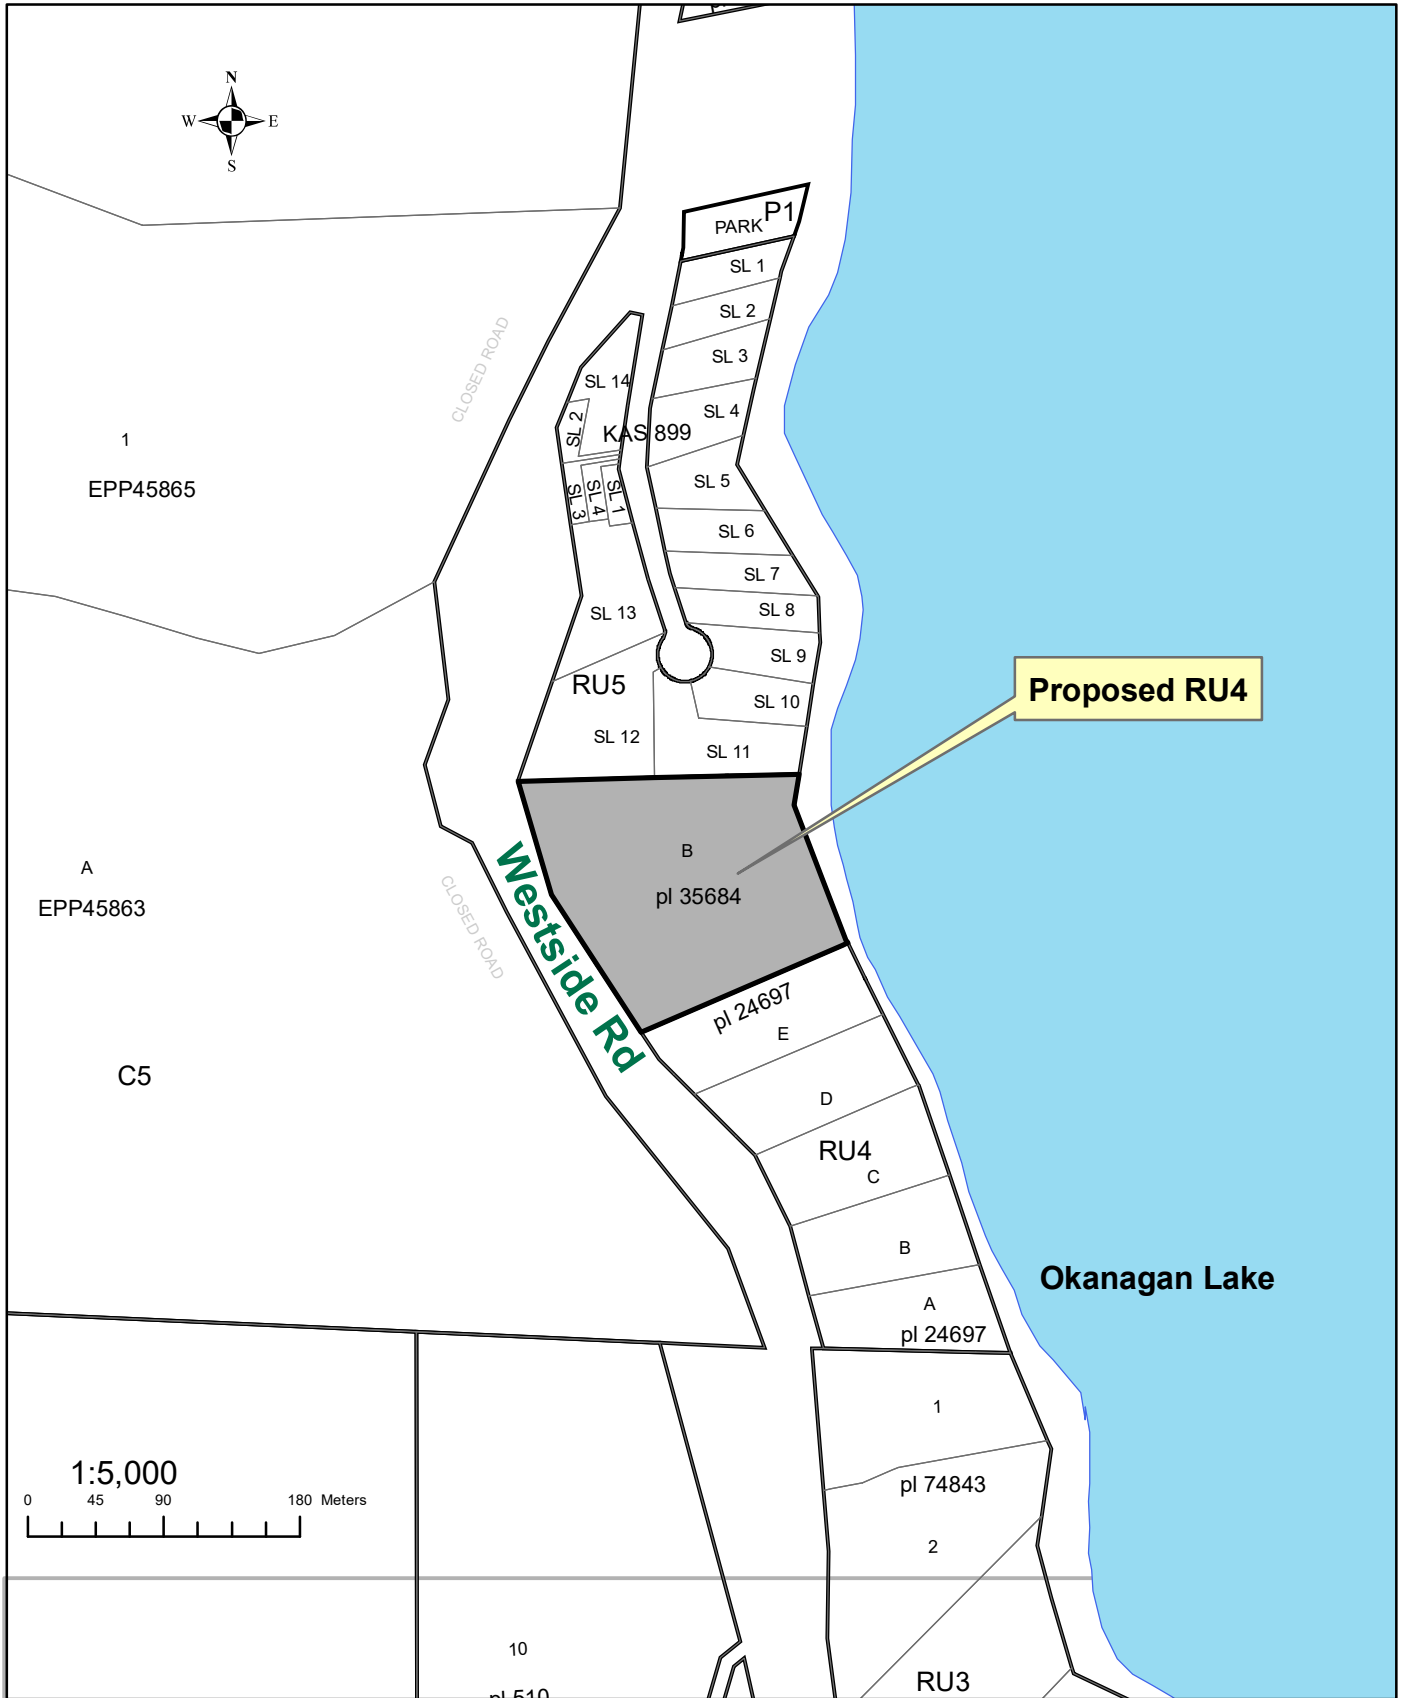 N
W E
S
P1
PARK
SL 1
SL 2
SL 3
SL 14
SL 4
SL 2
KAS 899
CLOSED ROAD
1
EPP45865
SL 5
SL 3
SL 4
SL 1
SL 6
SL 7
SL 8
SL 13
SL 9
RU5
SL 10
SL 12
SL 11
Proposed RU4
B
pl 35684
Westside Rd
A
EPP45863
CLOSED ROAD
pl 24697
E
C5
D
RU4
C
B
Okanagan Lake
A
pl 24697
1
pl 74843
2
1:5,000
0 45 90 180 Meters
10
pl 510
RU3